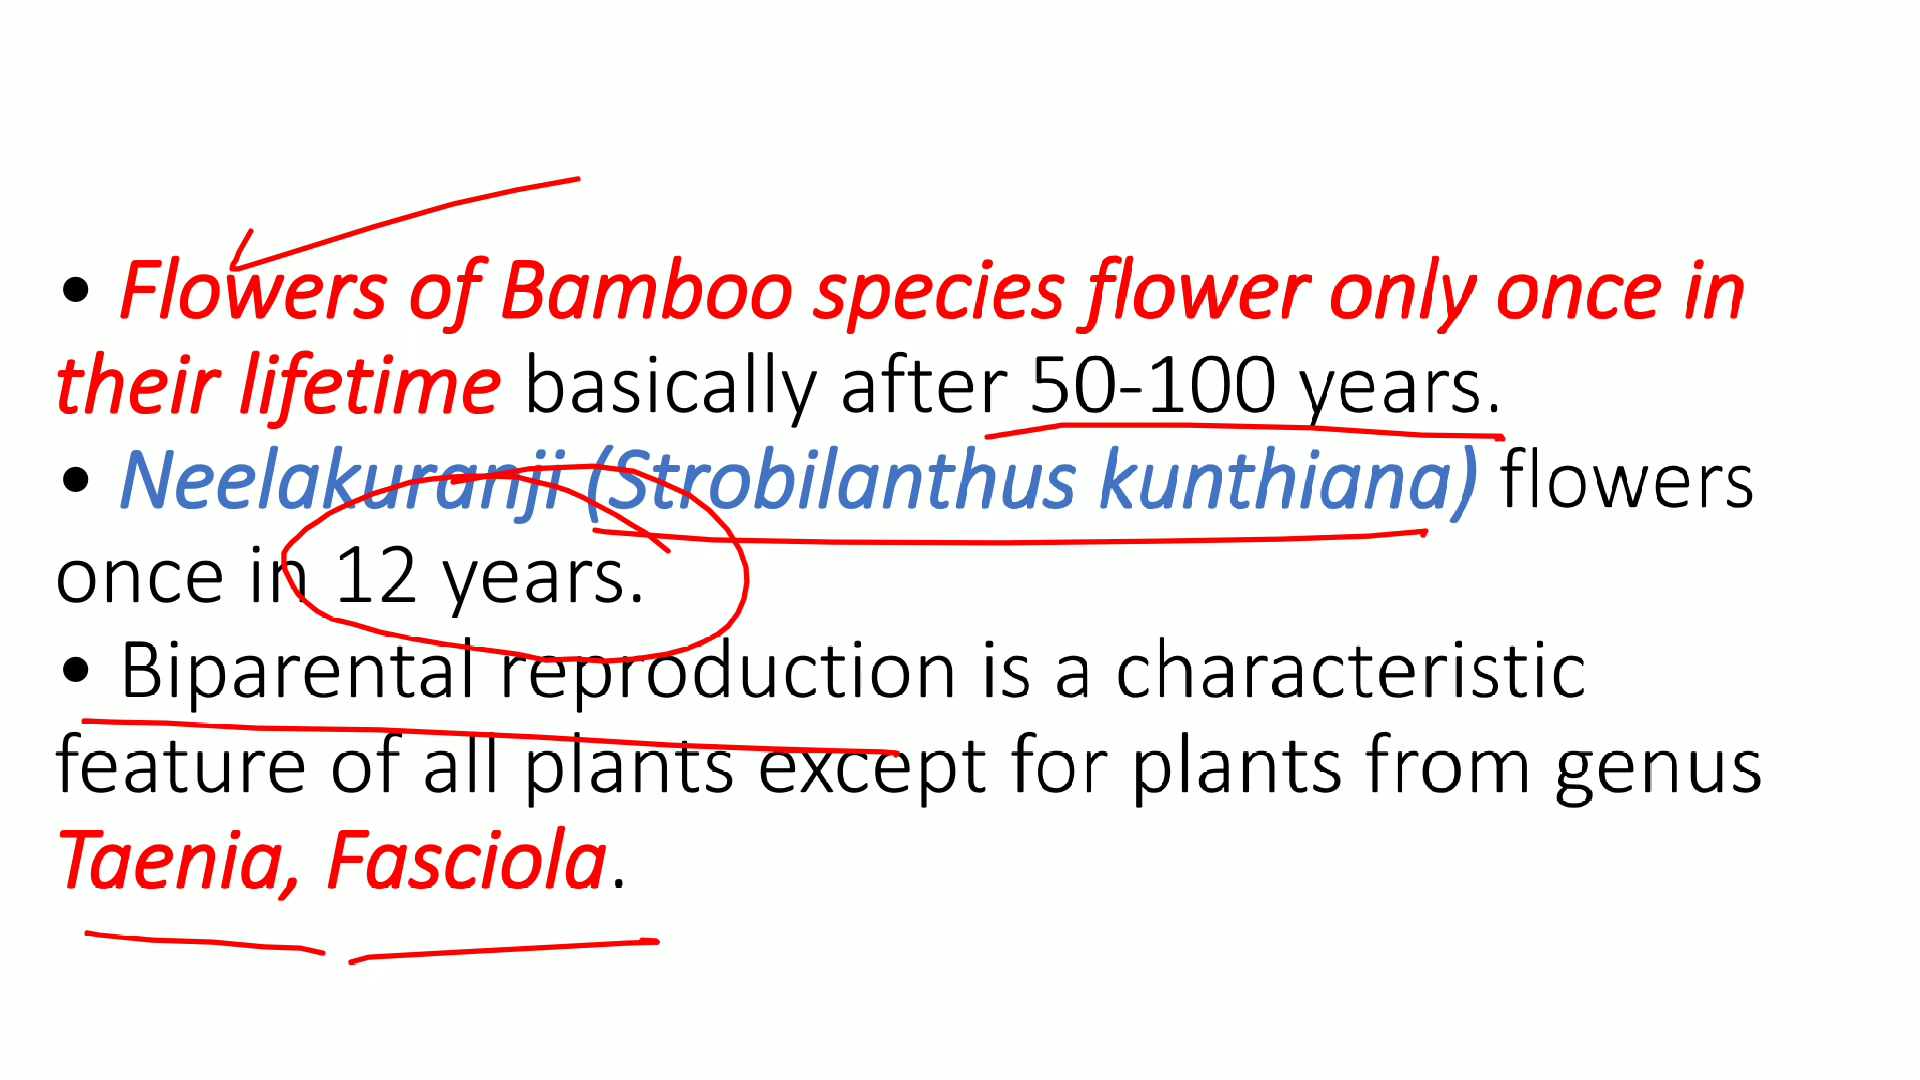 • Flowers of Bamboo species flower only once in
their lifetime basically after 50-100 years.
• Neelakuranji (Strobilanthus kunthiana) flowers
once in 12 years.
• Biparental reproduction is a characteristic
feature of all plants except for plants from genus
Taenia, Fasciola.